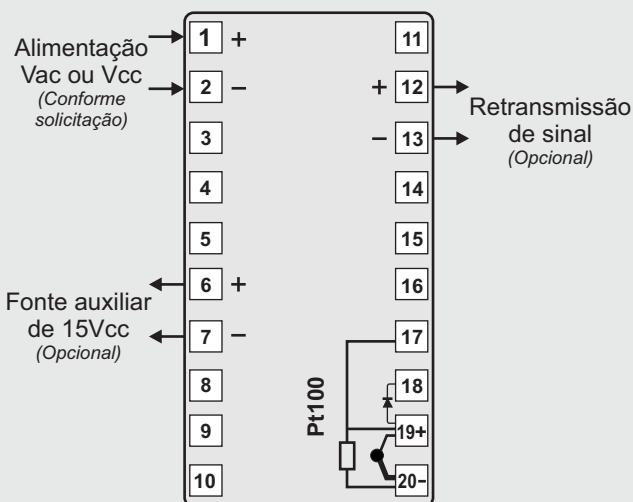 Alimentação
Vac ou Vcc
(Conforme
solicitação)
1 +
2 −
3
4
5
6 +
7 −
8
9
10
Fonte auxiliar
de 15Vcc
(Opcional)
11
+ 12
− 13
14
15
16
17
18
19+
20−
Pt100
Retransmissão
de sinal
(Opcional)